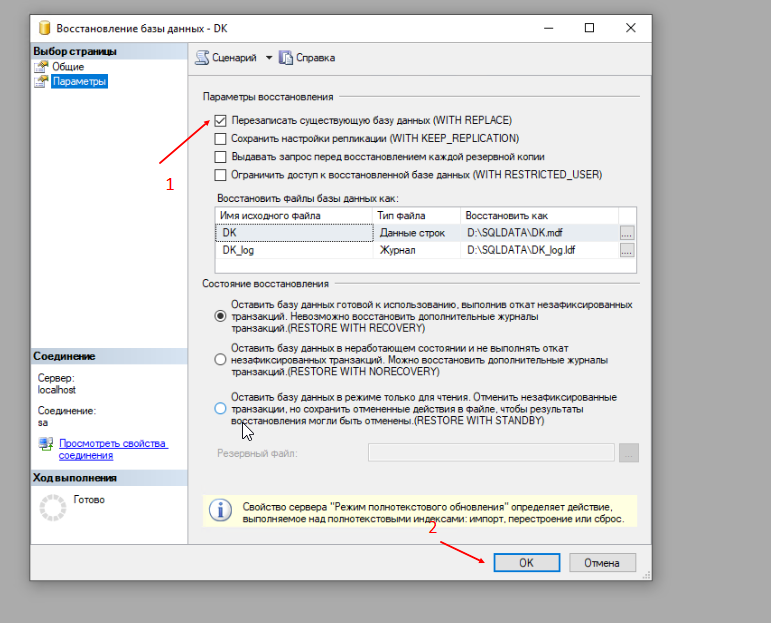 Восстановление базы данных - DK
Выбор страницы
Общие
Параметры
Сценарий
Справка
Параметры восстановления
Перезаписать существующую базу данных (WITH REPLACE)
Сохранить настройки репликации (WITH KEEP_REPLICATION)
Выдавать запрос перед восстановлением каждой резервной копии
Ограничить доступ к восстановленной базе данных (WITH RESTRICTED_USER)
1
Восстановить файлы базы данных как:
Имя исходного файла Тип файла Восстановить как
DK Данные строк D:\SQLDATA\DK.mdf ...
DK_log Журнал D:\SQLDATA\DK_log.ldf ...
Состояние восстановления
Оставить базу данных готовой к использованию, выполнив откат незафиксированных
транзакций. Невозможно восстановить дополнительные журналы
транзакций.(RESTORE WITH RECOVERY)
Оставить базу данных в неработающем состоянии и не выполнять откат
незафиксированных транзакций. Можно восстановить дополнительные журналы
транзакций.(RESTORE WITH NORECOVERY)
Оставить базу данных в режиме только для чтения. Отменить незафиксированные
транзакции, но сохранить отмененные действия в файле, чтобы результаты
восстановления могли быть отменены.(RESTORE WITH STANDBY)
Резервный файл: ...
Соединение
Сервер:
localhost
Соединение:
sa
Просмотреть свойства
соединения
Ход выполнения
Готово
Свойство сервера "Режим полнотекстового обновления" определяет действие,
выполняемое над полнотекстовыми индексами: импорт, перестроение или сброс.
2
OK
Отмена